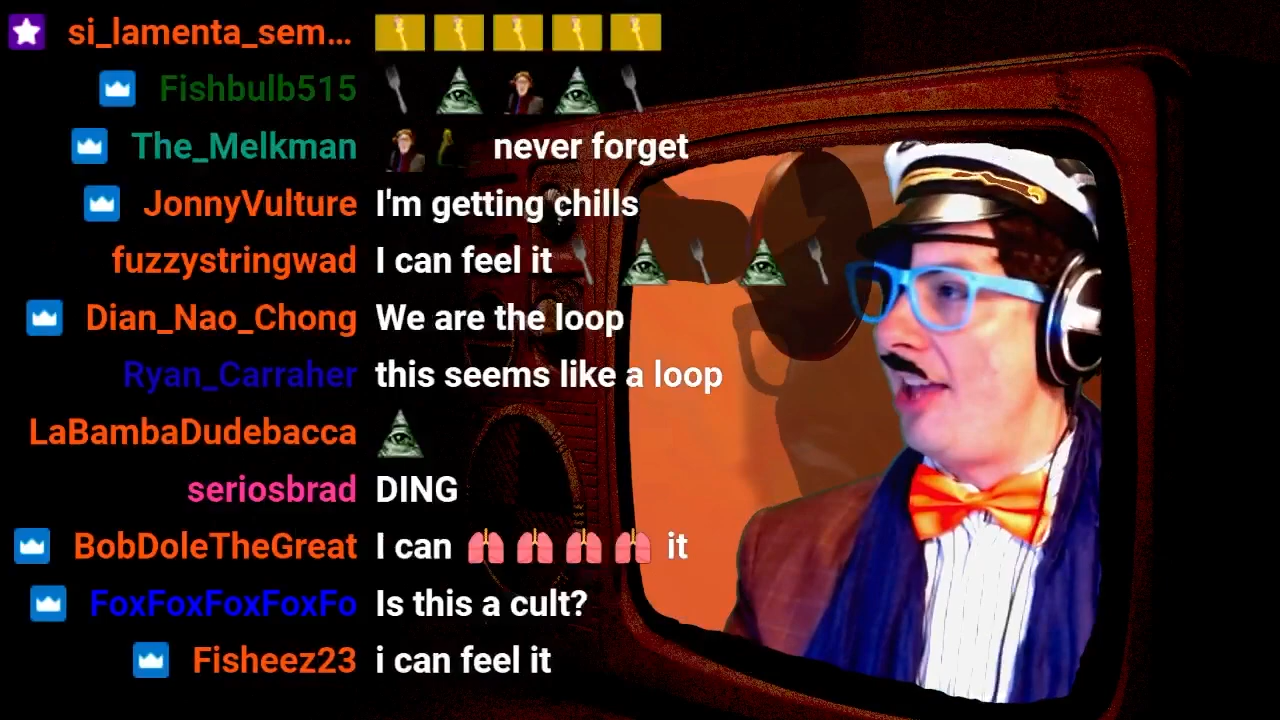 si_lamenta_sem...
Fishbulb515
The_Melkman never forget
JonnyVulture I'm getting chills
fuzzystringwad I can feel it
Dian_Nao_Chong We are the loop
Ryan_Carraher this seems like a loop
LaBambaDudebacca
seriosbrad DING
BobDoleTheGreat I can 🫁 🫁 🫁 🫁 it
FoxFoxFoxFoxFo Is this a cult?
Fisheez23 i can feel it